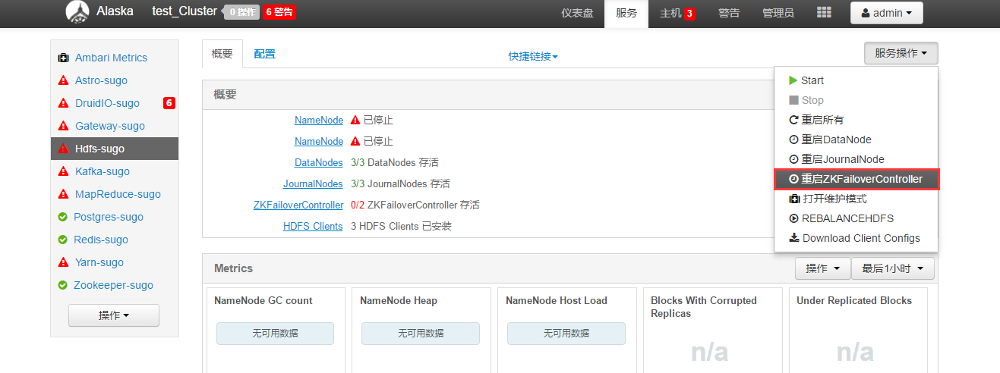 Alaska test_Cluster 0 操作 6 警告 仪表盘 服务 主机 3 警告 管理员 admin
Ambari Metrics
Astro-sugo
DruidIO-sugo 6
Gateway-sugo
Hdfs-sugo
Kafka-sugo
MapReduce-sugo
Postgres-sugo
Redis-sugo
Yarn-sugo
Zookeeper-sugo
操作
概要 配置 快捷链接 服务操作
Start
Stop
重启所有
重启DataNode
重启JournalNode
重启ZKFailoverController
打开维护模式
REBALANCEHDFS
Download Client Configs
概要
NameNode 已停止
NameNode 已停止
DataNodes 3/3 DataNodes 存活
JournalNodes 3/3 JournalNodes 存活
ZKFailoverController 0/2 ZKFailoverController 存活
HDFS Clients 3 HDFS Clients 已安装
Metrics 操作 最后1小时
NameNode GC count
无可用数据
NameNode Heap
无可用数据
NameNode Host Load
无可用数据
Blocks With Corrupted
Replicas
n/a
Under Replicated Blocks
n/a